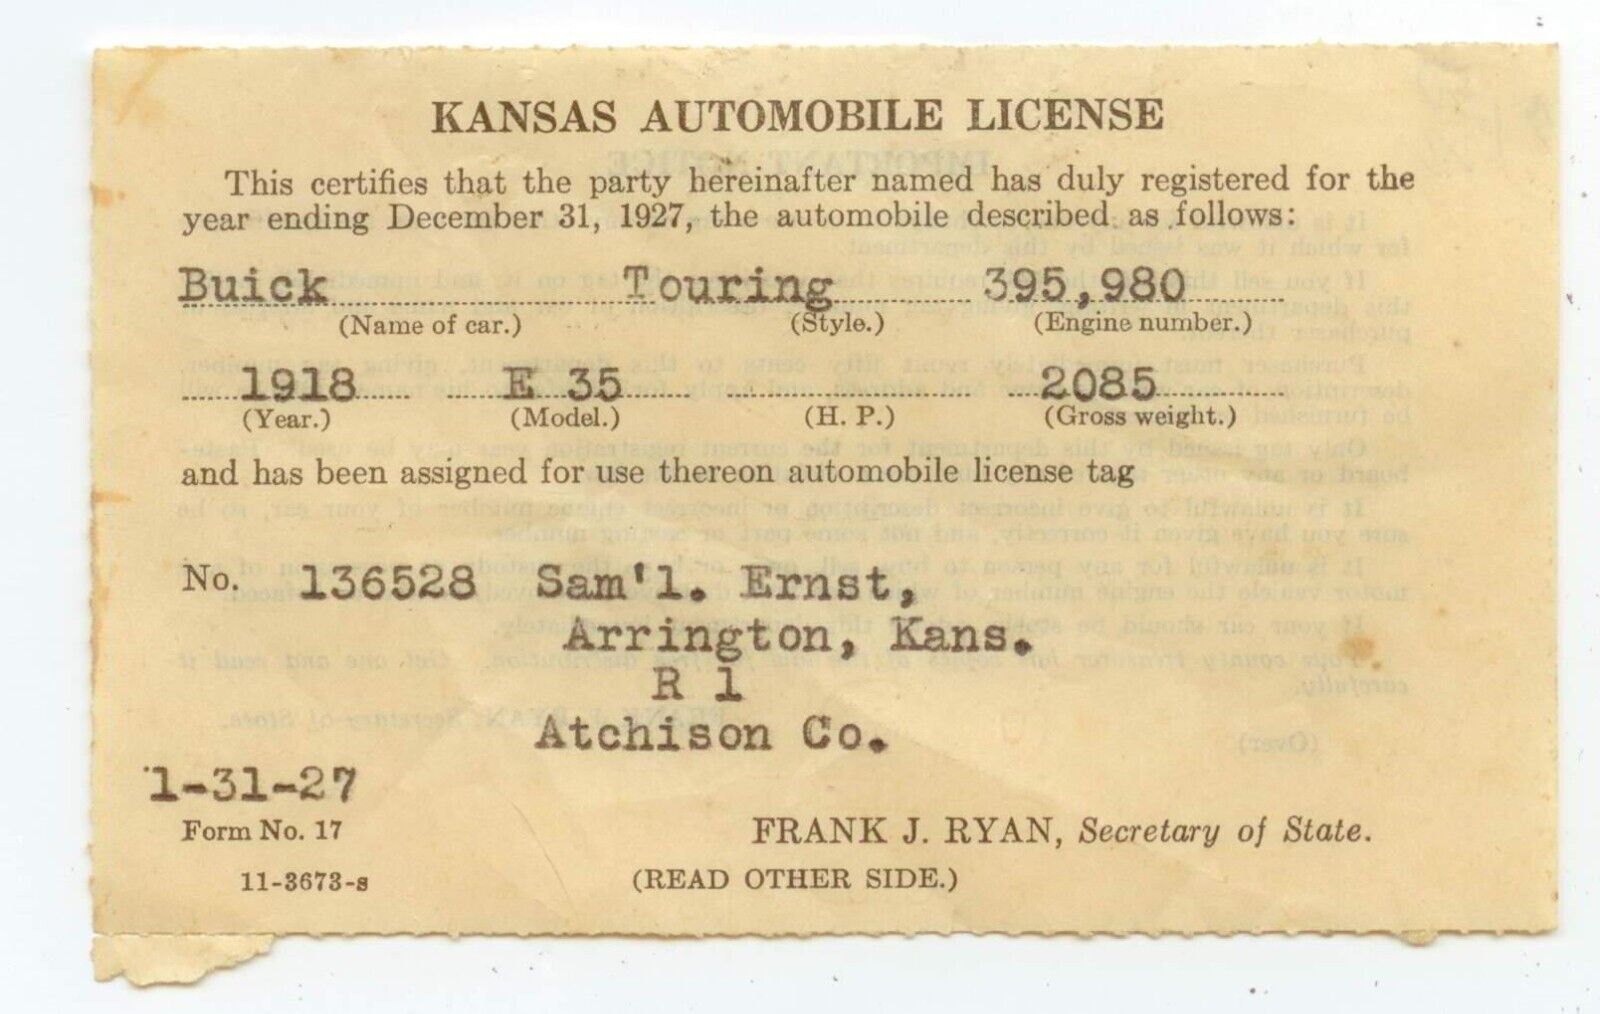 KANSAS AUTOMOBILE LICENSE
This certifies that the party hereinafter named has duly registered for the
year ending December 31, 1927, the automobile described as follows:
Buick Touring 395,980
(Name of car.) (Style.) (Engine number.)
1918 E 35 2085
(Year.) (Model.) (H. P.) (Gross weight.)
and has been assigned for use thereon automobile license tag
No. 136528 Sam'l. Ernst,
Arrington, Kans.
R 1
Atchison Co.
1-31-27
Form No. 17 FRANK J. RYAN, Secretary of State.
11-3673-s (READ OTHER SIDE.)